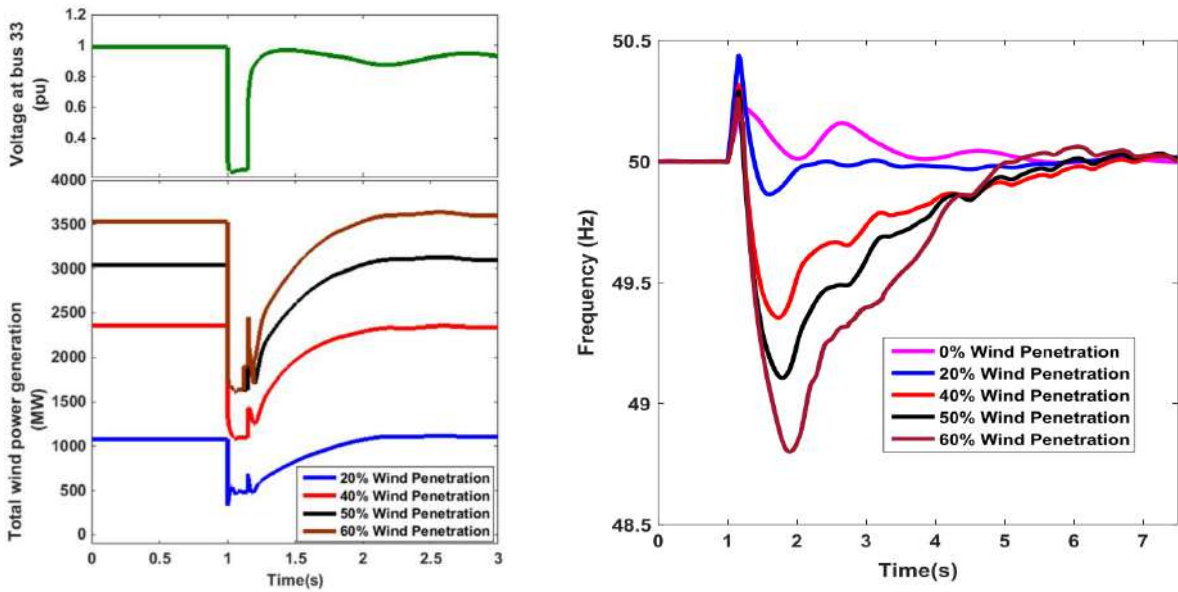 Voltage at bus 33
(pu)
1.2
1
0.8
0.6
0.4
Total wind power generation
(MW)
4000
3500
3000
2500
2000
1500
1000
500
0
20% Wind Penetration
40% Wind Penetration
50% Wind Penetration
60% Wind Penetration
0 0.5 1 1.5 2 2.5 3
Time(s)
Frequency (Hz)
50.5
50
49.5
49
48.5
0% Wind Penetration
20% Wind Penetration
40% Wind Penetration
50% Wind Penetration
60% Wind Penetration
0 1 2 3 4 5 6 7
Time(s)